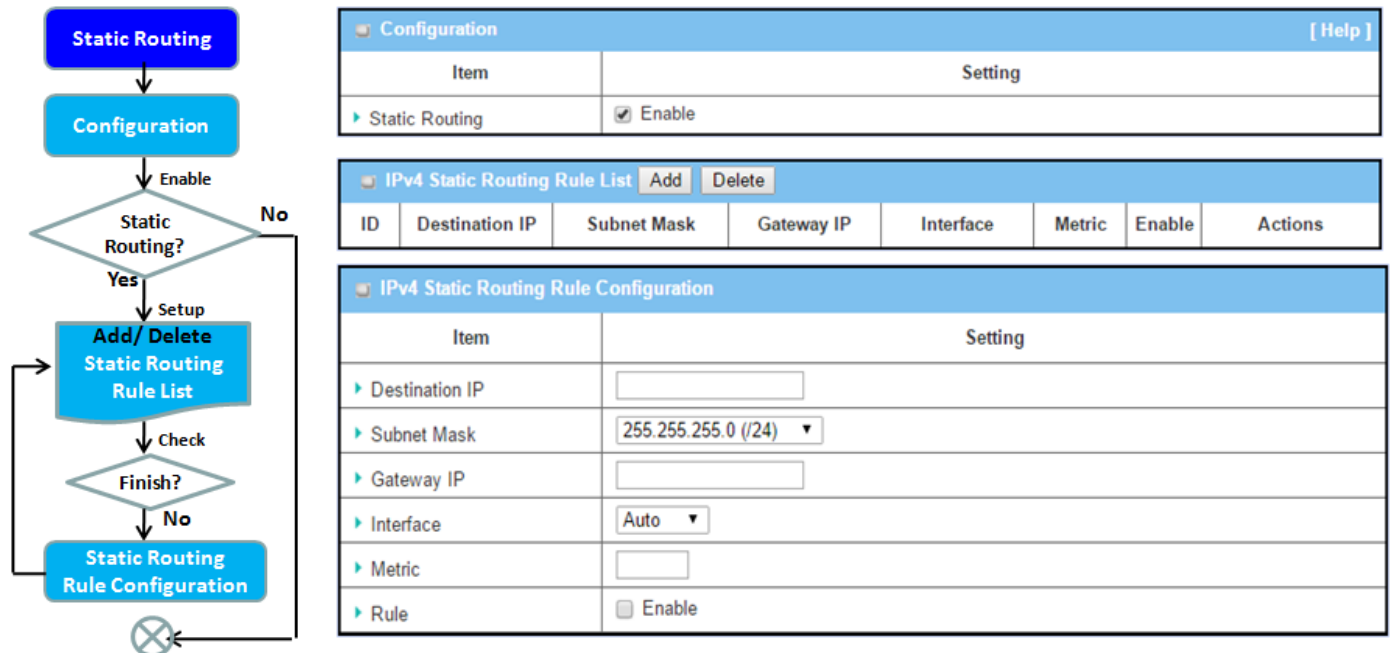 Static Routing
Configuration
Enable
Static
Routing?
No
Yes
Setup
Add/ Delete
Static Routing
Rule List
Check
Finish?
No
Static Routing
Rule Configuration
Configuration [ Help ]
Item Setting
Static Routing Enable
IPv4 Static Routing Rule List Add Delete
ID Destination IP Subnet Mask Gateway IP Interface Metric Enable Actions
IPv4 Static Routing Rule Configuration
Item Setting
Destination IP
Subnet Mask 255.255.255.0 (/24)
Gateway IP
Interface Auto
Metric
Rule Enable